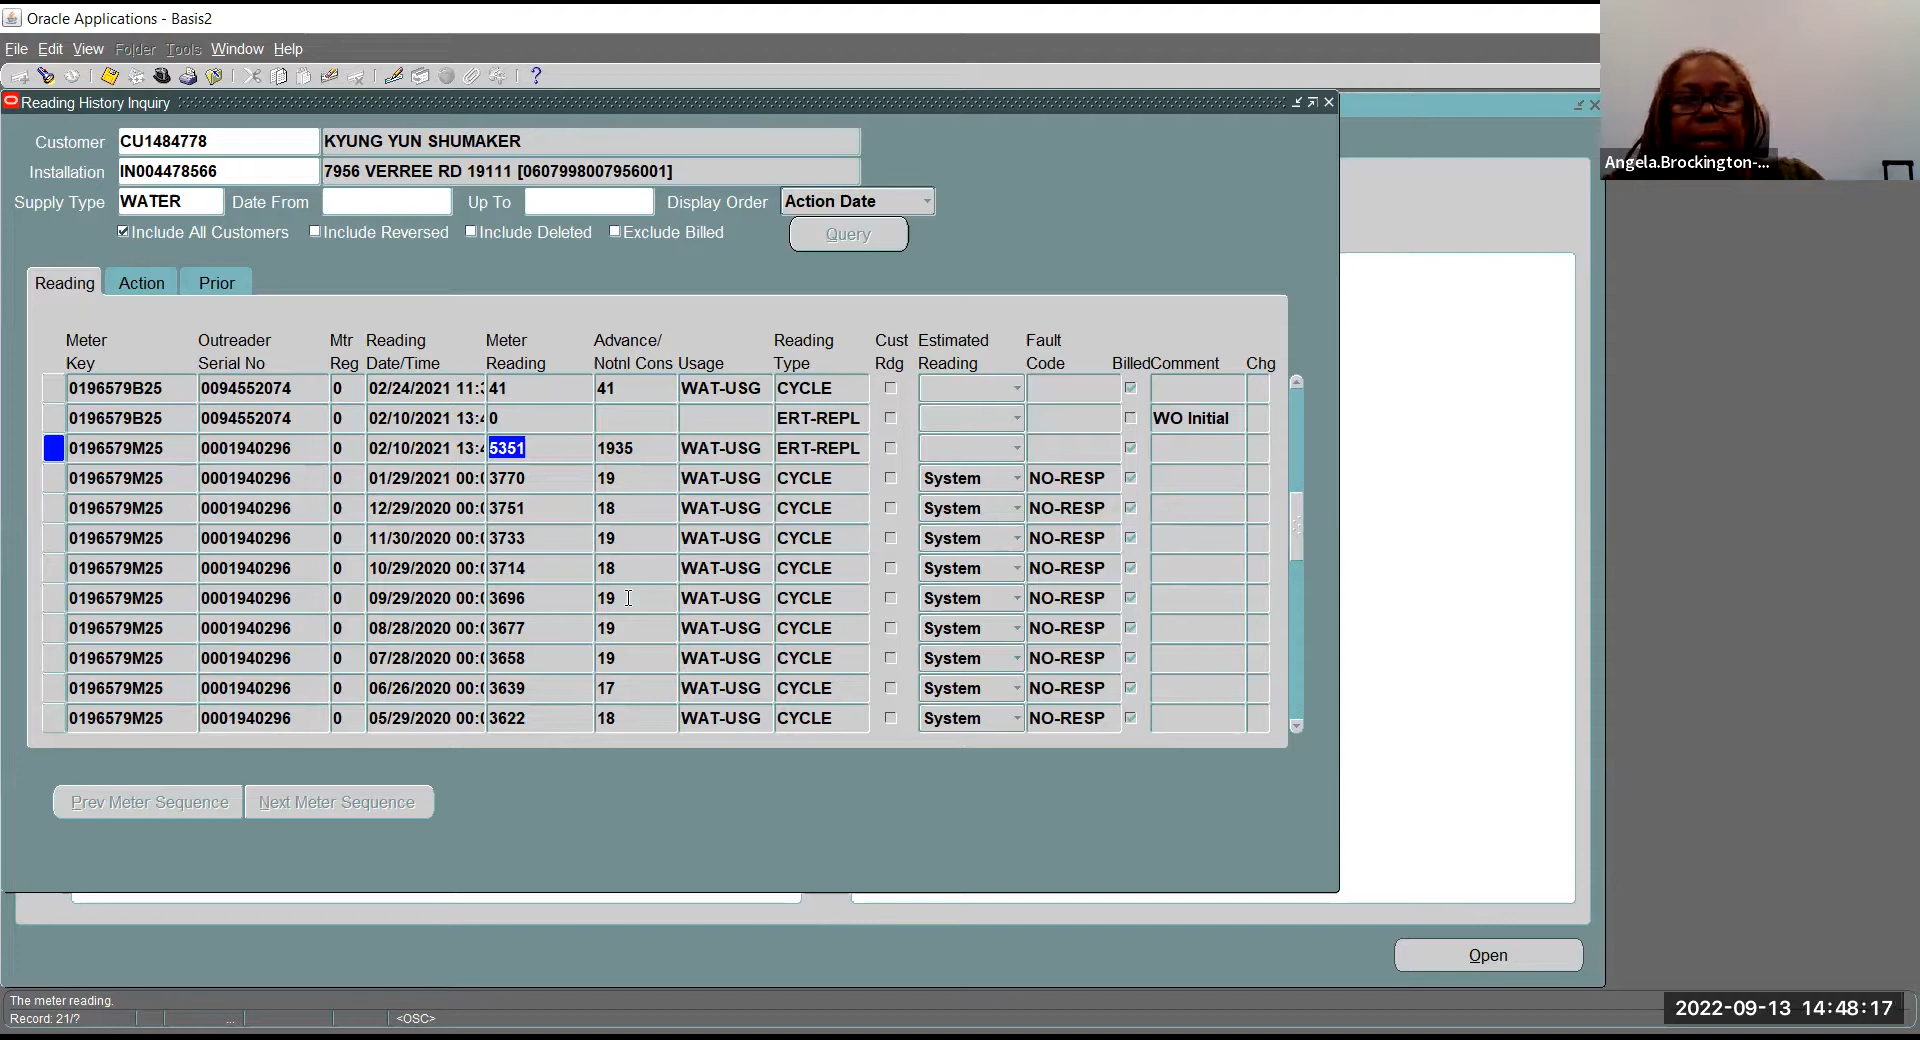 Oracle Applications - Basis2
File Edit View Folder Tools Window Help
Reading History Inquiry
Customer CU1484778 KYUNG YUN SHUMAKER
Installation IN004478566 7956 VERREE RD 19111 [0607998007956001]
Supply Type WATER Date From Up To Display Order Action Date
Include All Customers Include Reversed Include Deleted Exclude Billed Query
Reading Action Prior
Meter Outreader Mtr Reading Meter Advance/ Reading Cust Estimated Fault
Key Serial No Reg Date/Time Reading Notnl Cons Usage Type Rdg Reading Code Billed Comment Chg
0196579B25 0094552074 0 02/24/2021 11: 41 41 WAT-USG CYCLE
0196579B25 0094552074 0 02/10/2021 13: 0 ERT-REPL WO Initial
0196579M25 0001940296 0 02/10/2021 13: 5351 1935 WAT-USG ERT-REPL
0196579M25 0001940296 0 01/29/2021 00: 3770 19 WAT-USG CYCLE System NO-RESP
0196579M25 0001940296 0 12/29/2020 00: 3751 18 WAT-USG CYCLE System NO-RESP
0196579M25 0001940296 0 11/30/2020 00: 3733 19 WAT-USG CYCLE System NO-RESP
0196579M25 0001940296 0 10/29/2020 00: 3714 18 WAT-USG CYCLE System NO-RESP
0196579M25 0001940296 0 09/29/2020 00: 3696 19 WAT-USG CYCLE System NO-RESP
0196579M25 0001940296 0 08/28/2020 00: 3677 19 WAT-USG CYCLE System NO-RESP
0196579M25 0001940296 0 07/28/2020 00: 3658 19 WAT-USG CYCLE System NO-RESP
0196579M25 0001940296 0 06/26/2020 00: 3639 17 WAT-USG CYCLE System NO-RESP
0196579M25 0001940296 0 05/29/2020 00: 3622 18 WAT-USG CYCLE System NO-RESP
Prev Meter Sequence Next Meter Sequence
Open
The meter reading.
Record: 21/? ... <OSC>
Angela.Brockington-...
2022-09-13 14:48:17